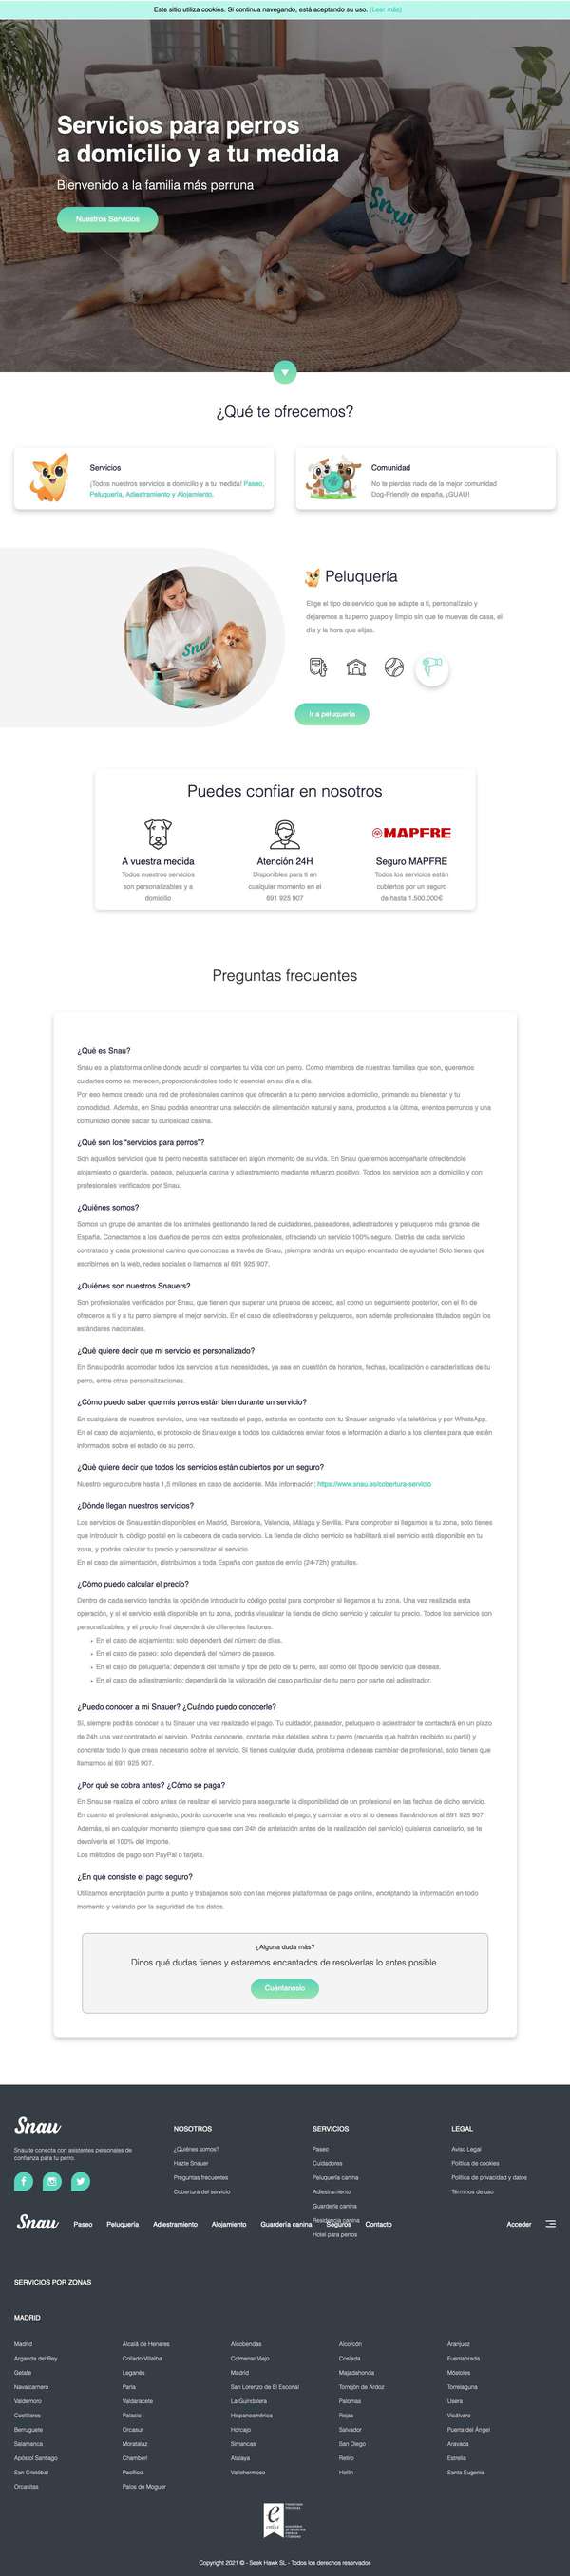 Este sitio utiliza cookies. Si continua navegando, está aceptando su uso. (Leer más)
Servicios para perros
a domicilio y a tu medida
Bienvenido a la familia más perruna
Nuestros Servicios
Snau
¿Qué te ofrecemos?
Servicios
¡Todos nuestros servicios a domicilio y a tu medida! Paseo,
Peluquería, Adiestramiento y Alojamiento.
Comunidad
No te pierdas nada de la mejor comunidad
Dog-Friendly de españa, ¡GUAU!
Peluquería
Elige el tipo de servicio que se adapte a ti, personalízalo y
dejaremos a tu perro guapo y limpio sin que te muevas de casa, el
día y la hora que elijas.
Ir a peluquería
Puedes confiar en nosotros
MAPFRE
A vuestra medida
Todos nuestros servicios
son personalizables y a
domicilio
Atención 24H
Disponibles para ti en
cualquier momento en el
691 925 907
Seguro MAPFRE
Todos los servicios están
cubiertos por un seguro
de hasta 1.500.000€
Preguntas frecuentes
¿Qué es Snau?
Snau es la plataforma online donde acudir si compartes tu vida con un perro. Como miembros de nuestras familias que son, queremos
cuidarles como se merecen, proporcionándoles todo lo esencial en su día a día.
Por eso hemos creado una red de profesionales caninos que ofrecerán a tu perro servicios a domicilio, primando su bienestar y tu
comodidad. Además, en Snau podrás encontrar una selección de alimentación natural y sana, productos a la última, eventos perrunos y una
comunidad donde saciar tu curiosidad canina.
¿Qué son los "servicios para perros"?
Son aquellos servicios que tu perro necesita satisfacer en algún momento de su vida. En Snau queremos acompañarte ofreciéndole
alojamiento o guardería, paseos, peluquería canina y adiestramiento mediante refuerzo positivo. Todos los servicios son a domicilio y con
profesionales verificados por Snau.
¿Quiénes somos?
Somos un grupo de amantes de los animales gestionando la red de cuidadores, paseadores, adiestradores y peluqueros más grande de
España. Conectamos a los dueños de perros con estos profesionales, ofreciendo un servicio 100% seguro. Detrás de cada servicio
contratado y cada profesional canino que conozcas a través de Snau, ¡siempre tendrás un equipo encantado de ayudarte! Solo tienes que
escribirnos en la web, redes sociales o llamarnos al 691 925 907.
¿Quiénes son nuestros Snauers?
Son profesionales verificados por Snau, que tienen que superar una prueba de acceso, así como un seguimiento posterior, con el fin de
ofreceros a ti y a tu perro siempre el mejor servicio. En el caso de adiestradores y peluqueros, son además profesionales titulados según los
estándares nacionales.
¿Qué quiere decir que mi servicio es personalizado?
En Snau podrás acomodar todos los servicios a tus necesidades, ya sea en cuestión de horarios, fechas, localización o características de tu
perro, entre otras personalizaciones.
¿Cómo puedo saber que mis perros están bien durante un servicio?
En cualquiera de nuestros servicios, una vez realizado el pago, estarás en contacto con tu Snauer asignado vía telefónica y por WhatsApp.
En el caso de alojamiento, el protocolo de Snau exige a todos los cuidadores enviar fotos e información a diario a los clientes para que estén
informados sobre el estado de su perro.
¿Qué quiere decir que todos los servicios están cubiertos por un seguro?
Nuestro seguro cubre hasta 1,5 millones en caso de accidente. Más información: https://www.snau.es/cobertura-servicio
¿Dónde llegan nuestros servicios?
Los servicios de Snau están disponibles en Madrid, Barcelona, Valencia, Málaga y Sevilla. Para comprobar si llegamos a tu zona, solo tienes
que introducir tu código postal en la cabecera de cada servicio. La tienda de dicho servicio se habilitará si el servicio está disponible en tu
zona, y podrás calcular tu precio y personalizar el servicio.
En el caso de alimentación, distribuimos a toda España con gastos de envío (24-72h) gratuitos.
¿Cómo puedo calcular el precio?
Dentro de cada servicio tendrás la opción de introducir tu código postal para comprobar si llegamos a tu zona. Una vez realizada esta
operación, y si el servicio está disponible en tu zona, podrás visualizar la tienda de dicho servicio y calcular tu precio. Todos los servicios son
personalizables, y el precio final dependerá de diferentes factores.
• En el caso de alojamiento: solo dependerá del número de días.
• En el caso de paseo: solo dependerá del número de paseos.
• En el caso de peluquería: dependerá del tamaño y tipo de pelo de tu perro, así como del tipo de servicio que deseas.
• En el caso de adiestramiento: dependerá de la valoración del caso particular de tu perro por parte del adiestrador.
¿Puedo conocer a mi Snauer? ¿Cuándo puedo conocerle?
Sí, siempre podrás conocer a tu Snauer una vez realizado el pago. Tu cuidador, paseador, peluquero o adiestrador te contactará en un plazo
de 24h una vez contratado el servicio. Podrás conocerle, contarle más detalles sobre tu perro (recuerda que habrán recibido su perfil) y
concretar todo lo que creas necesario sobre el servicio. Si tienes cualquier duda, problema o deseas cambiar de profesional, solo tienes que
llamarnos al 691 925 907.
¿Por qué se cobra antes? ¿Cómo se paga?
En Snau se realiza el cobro antes de realizar el servicio para asegurarte la disponibilidad de un profesional en las fechas de dicho servicio.
En cuanto al profesional asignado, podrás conocerle una vez realizado el pago, y cambiar a otro si lo deseas llamándonos al 691 925 907.
Además, si en cualquier momento (siempre que sea con 24h de antelación antes de la realización del servicio) quisieras cancelarlo, se te
devolvería el 100% del importe.
Los métodos de pago son PayPal o tarjeta.
¿En qué consiste el pago seguro?
Utilizamos encriptación punto a punto y trabajamos solo con las mejores plataformas de pago online, encriptando la información en todo
momento y velando por la seguridad de tus datos.
¿Alguna duda más?
Dinos qué dudas tienes y estaremos encantados de resolverlas lo antes posible.
Cuéntanoslo
Snau
Snau te conecta con asistentes personales de
confianza para tu perro.
NOSOTROS
¿Quiénes somos?
Hazte Snauer
Preguntas frecuentes
Cobertura del servicio
SERVICIOS
Paseo
Cuidadores
Peluquería canina
Adiestramiento
Guardería canina
Residencia canina
Hotel para perros
LEGAL
Aviso Legal
Política de cookies
Política de privacidad y datos
Términos de uso
Snau Paseo Peluquería Adiestramiento Alojamiento Guardería canina Seguros Contacto Acceder
SERVICIOS POR ZONAS
MADRID
Madrid Alcalá de Henares Alcobendas Alcorcón Aranjuez
Arganda del Rey Collado Villalba Colmenar Viejo Coslada Fuenlabrada
Getafe Leganés Madrid Majadahonda Móstoles
Navalcarnero Parla San Lorenzo de El Escorial Torrejón de Ardoz Torrelaguna
Valdemoro Valdaracete La Guindalera Palomas Usera
Costillares Palacio Hispanoamérica Rejas Vicálvaro
Berruguete Orcasur Horcajo Salvador Puerta del Ángel
Salamanca Moratalaz Simancas San Diego Aravaca
Apóstol Santiago Chamberí Atalaya Retiro Estrella
San Cristóbal Pacífico Vallehermoso Hellín Santa Eugenia
Orcasitas Palos de Moguer
enisa
Copyright 2021 © - Seek Hawk SL - Todos los derechos reservados